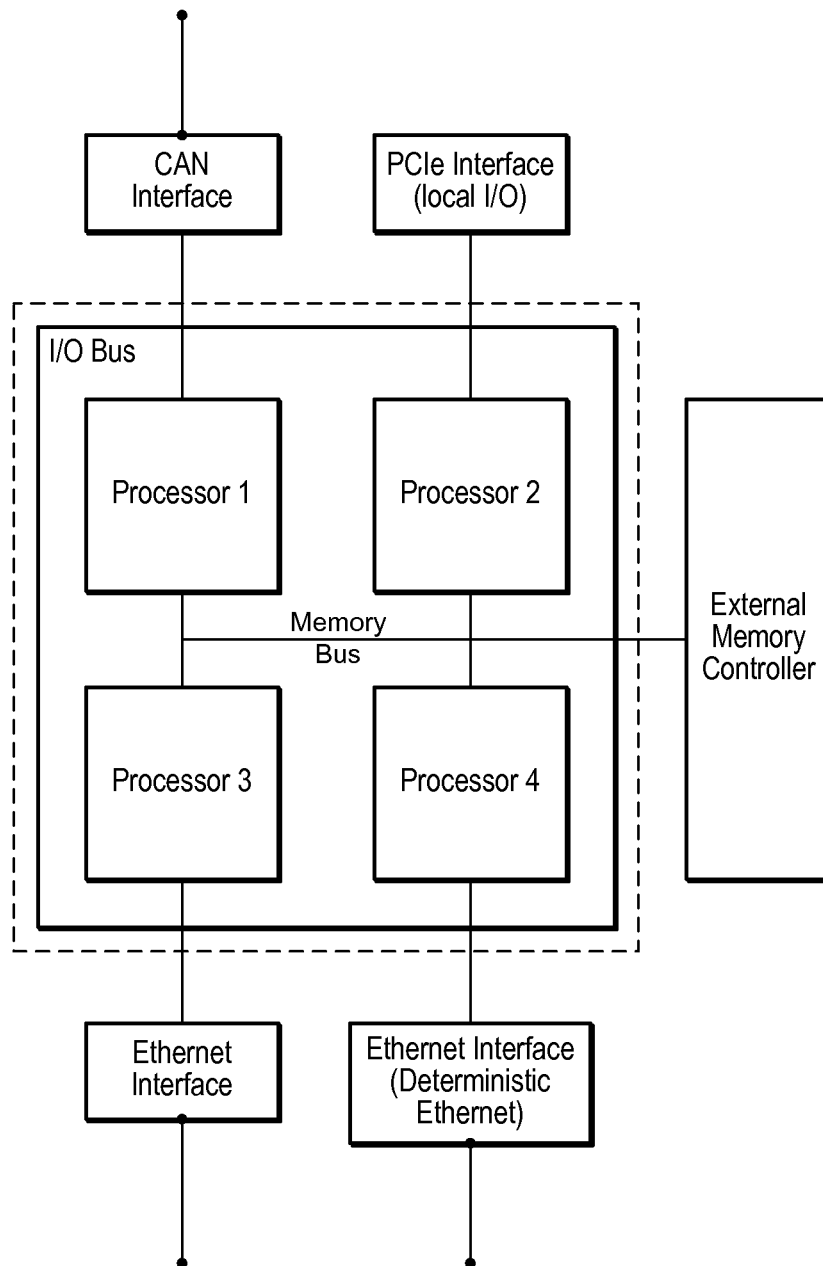 CAN
Interface
PCIe Interface
(local I/O)
I/O Bus
Processor 1
Processor 2
Memory
Bus
External
Memory
Controller
Processor 3
Processor 4
Ethernet
Interface
Ethernet Interface
(Deterministic
Ethernet)